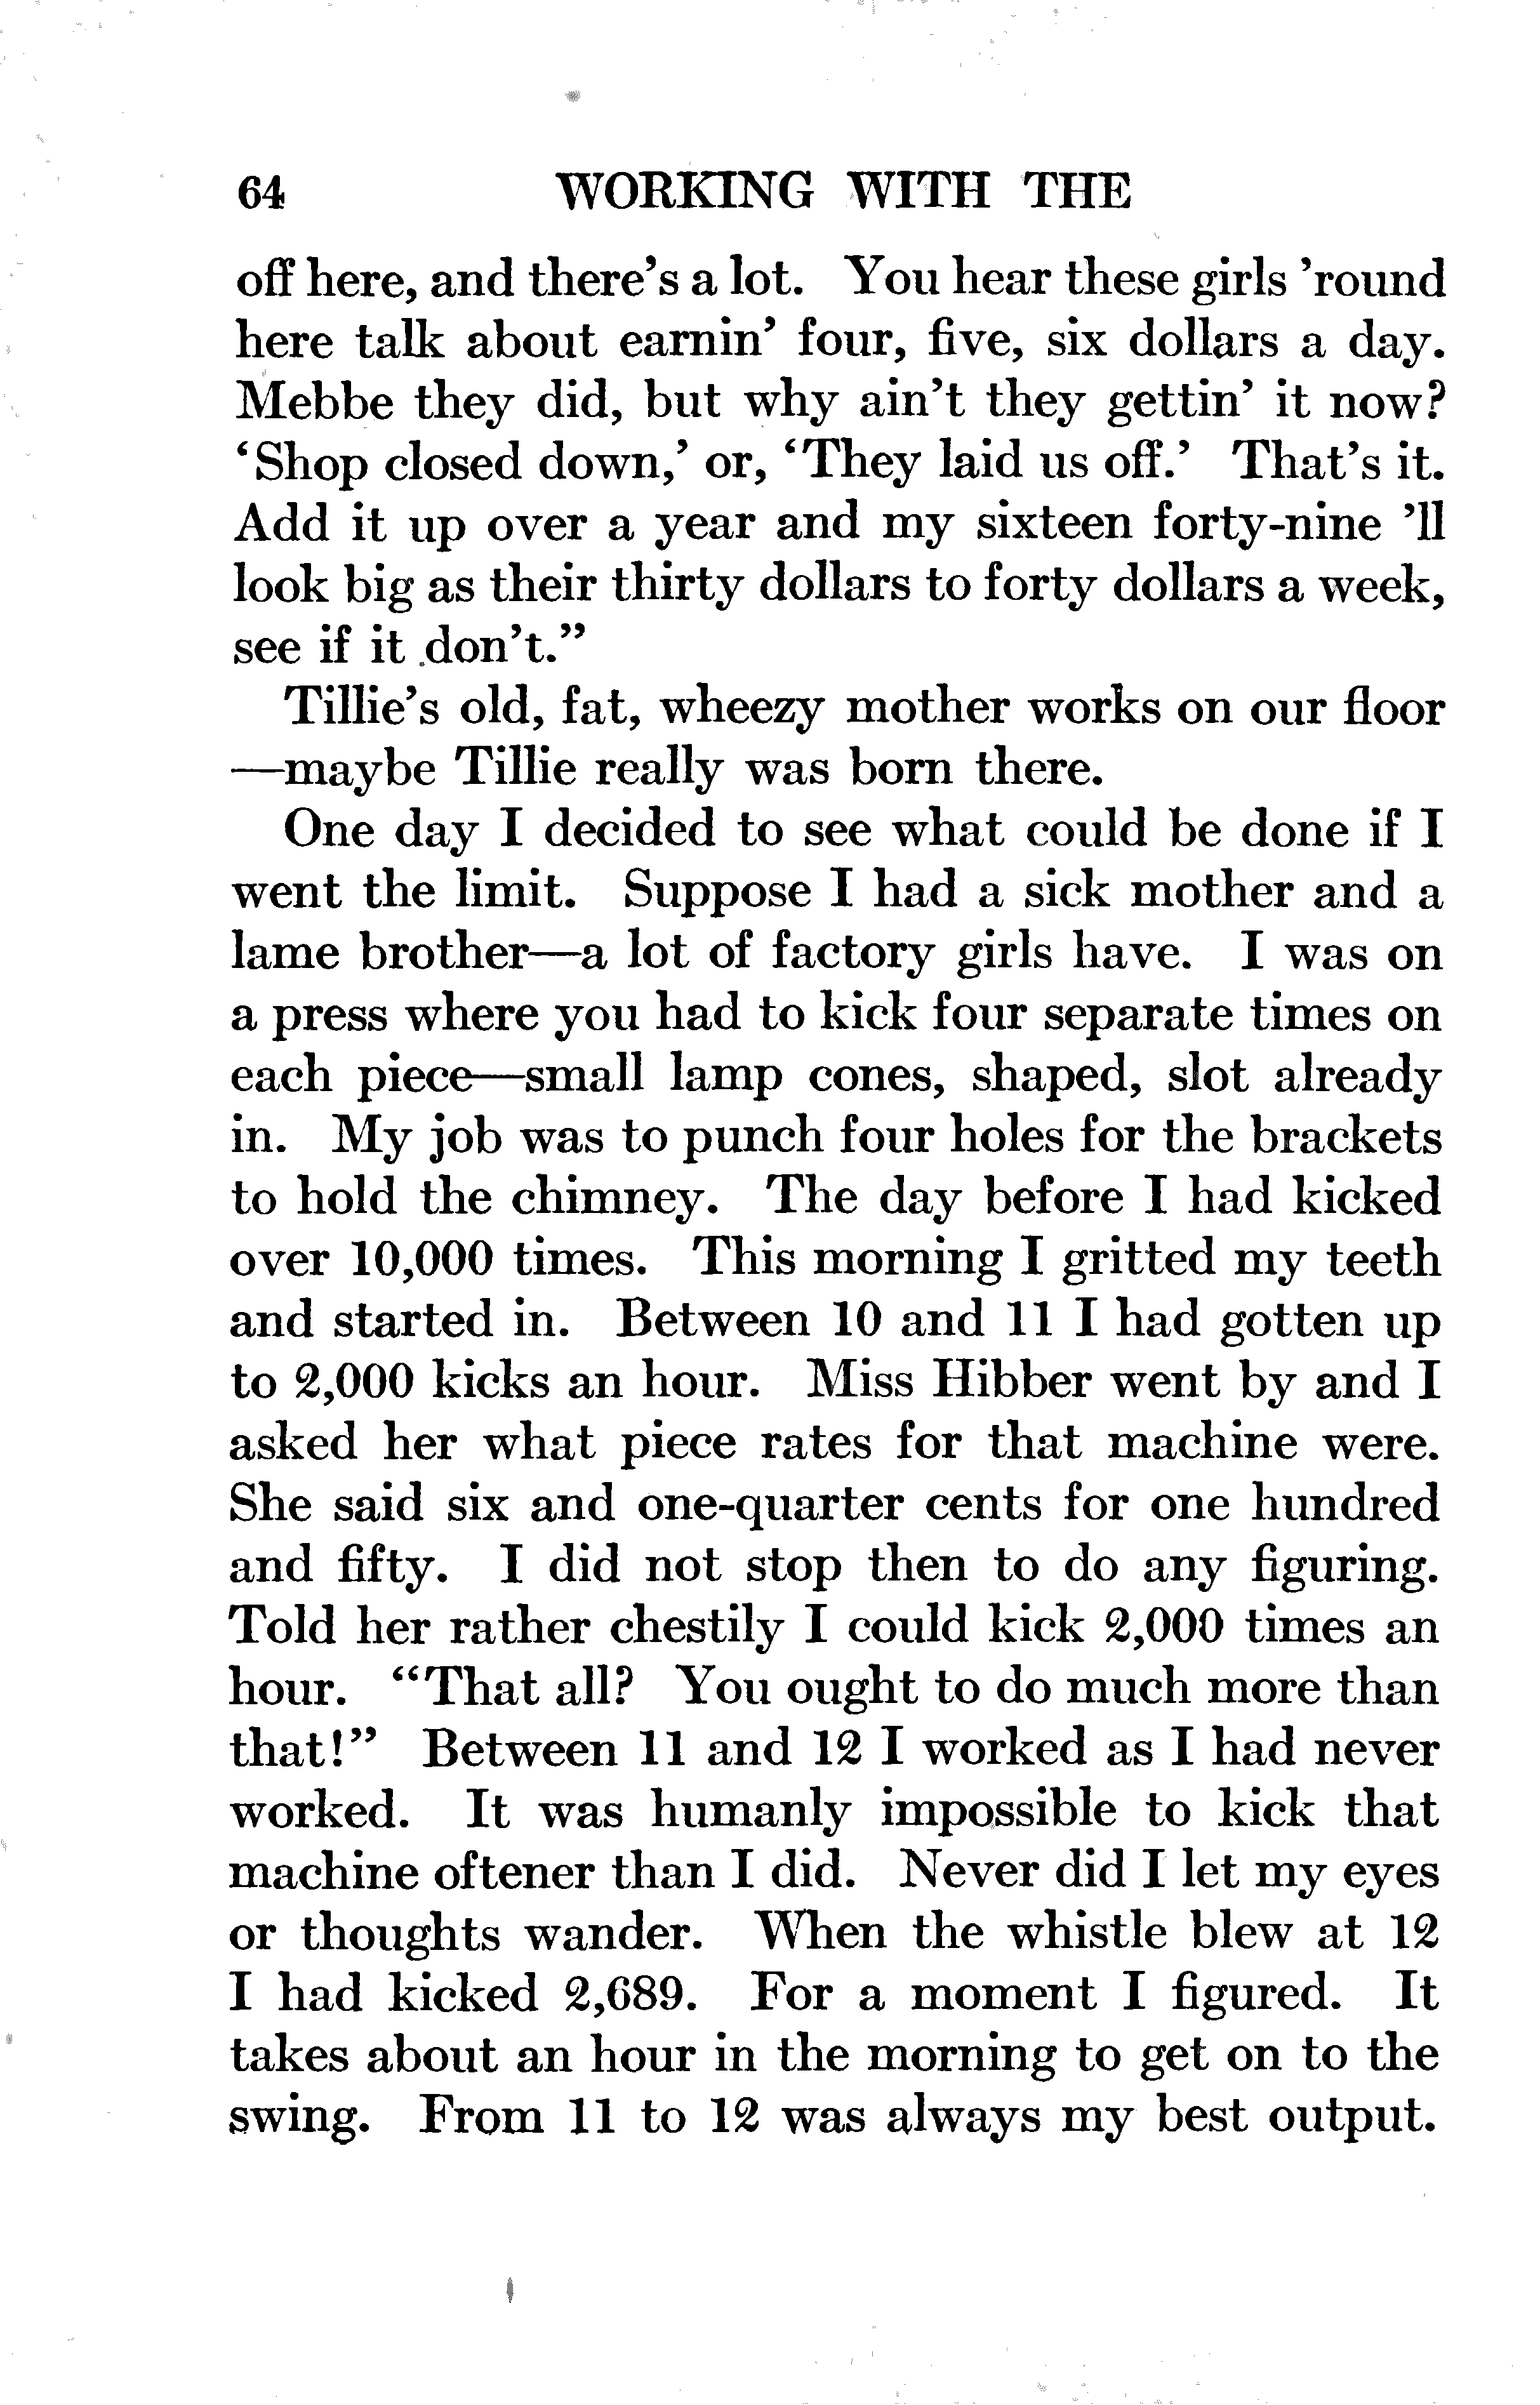 64 WORKING WITH THE
off here, and there's a lot. You hear these girls 'round
here talk about earnin' four, five, six dollars a day.
Mebbe they did, but why ain't they gettin' it now?
'Shop closed down,' or, 'They laid us off.' That's it.
Add it up over a year and my sixteen forty-nine 'll
look big as their thirty dollars to forty dollars a week,
see if it don't."
Tillie's old, fat, wheezy mother works on our floor
—maybe Tillie really was born there.
One day I decided to see what could be done if I
went the limit. Suppose I had a sick mother and a
lame brother—a lot of factory girls have. I was on
a press where you had to kick four separate times on
each piece—small lamp cones, shaped, slot already
in. My job was to punch four holes for the brackets
to hold the chimney. The day before I had kicked
over 10,000 times. This morning I gritted my teeth
and started in. Between 10 and 11 I had gotten up
to 2,000 kicks an hour. Miss Hibber went by and I
asked her what piece rates for that machine were.
She said six and one-quarter cents for one hundred
and fifty. I did not stop then to do any figuring.
Told her rather chestily I could kick 2,000 times an
hour. "That all? You ought to do much more than
that!" Between 11 and 12 I worked as I had never
worked. It was humanly impossible to kick that
machine oftener than I did. Never did I let my eyes
or thoughts wander. When the whistle blew at 12
I had kicked 2,689. For a moment I figured. It
takes about an hour in the morning to get on to the
swing. From 11 to 12 was always my best output.